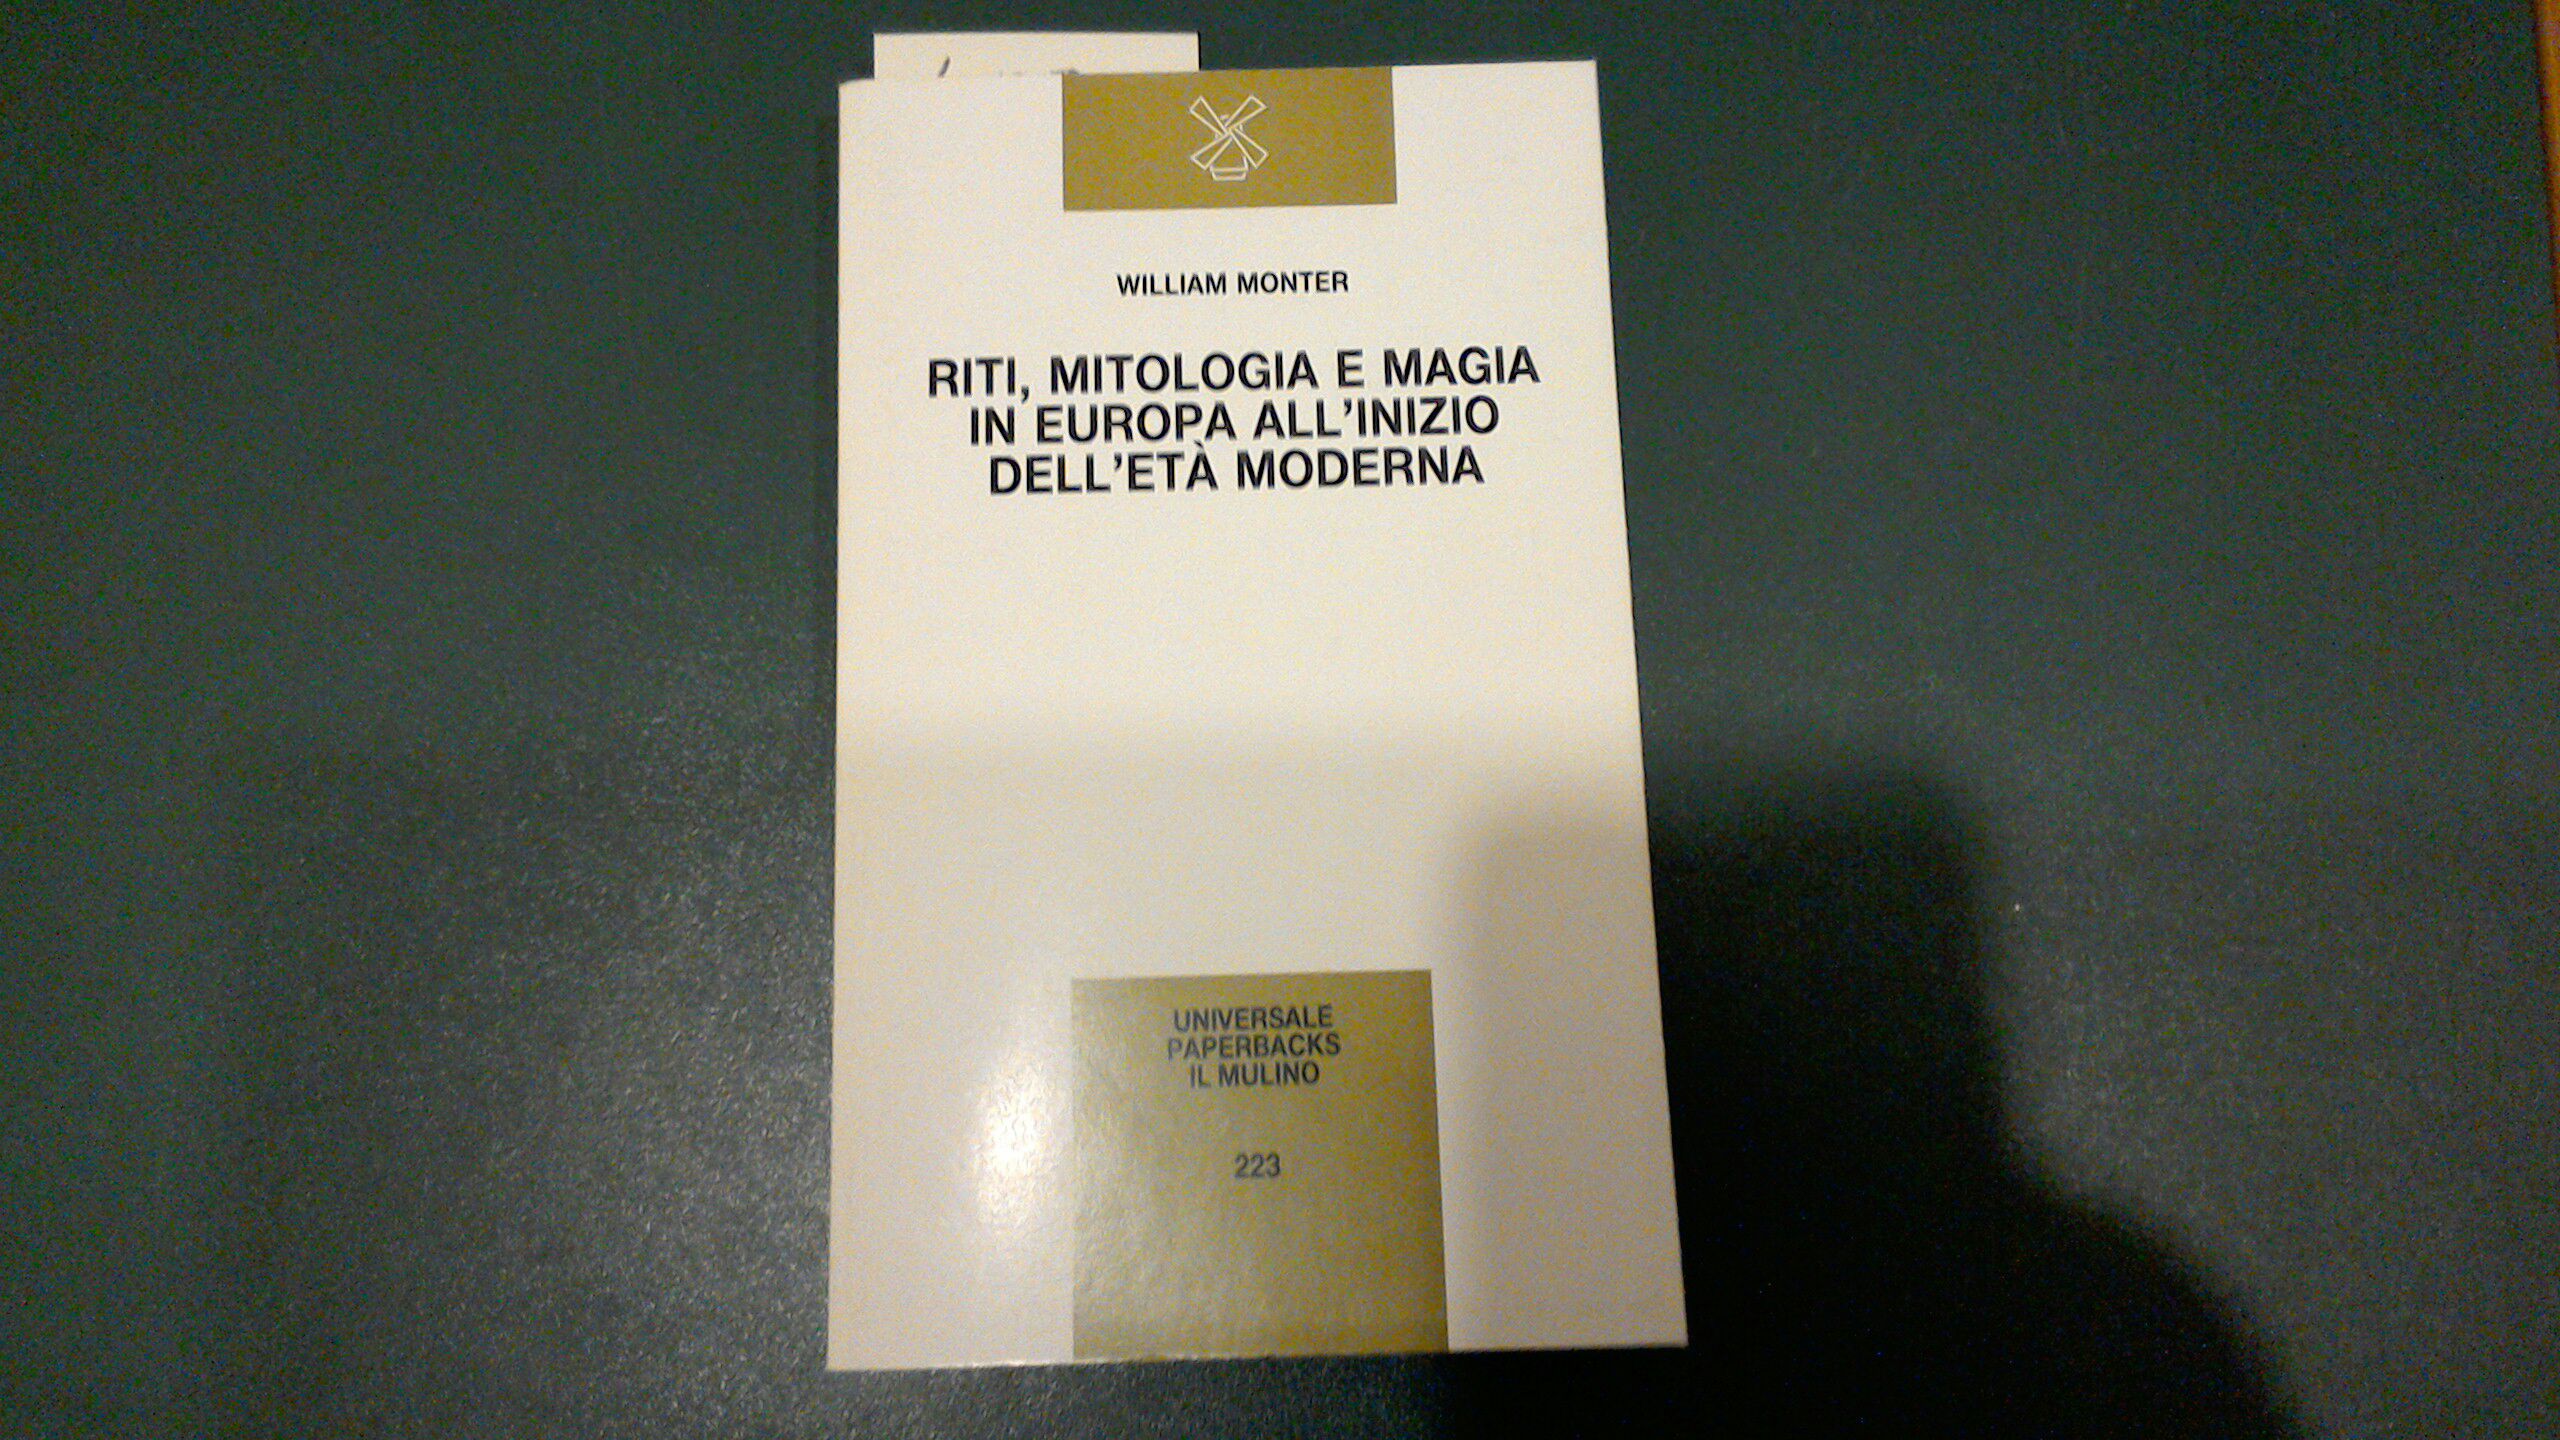 WILLIAM MONTER
RITI, MITOLOGIA E MAGIA
IN EUROPA ALL'INIZIO
DELL'ETÀ MODERNA
UNIVERSALE
PAPERBACKS
IL MULINO
223